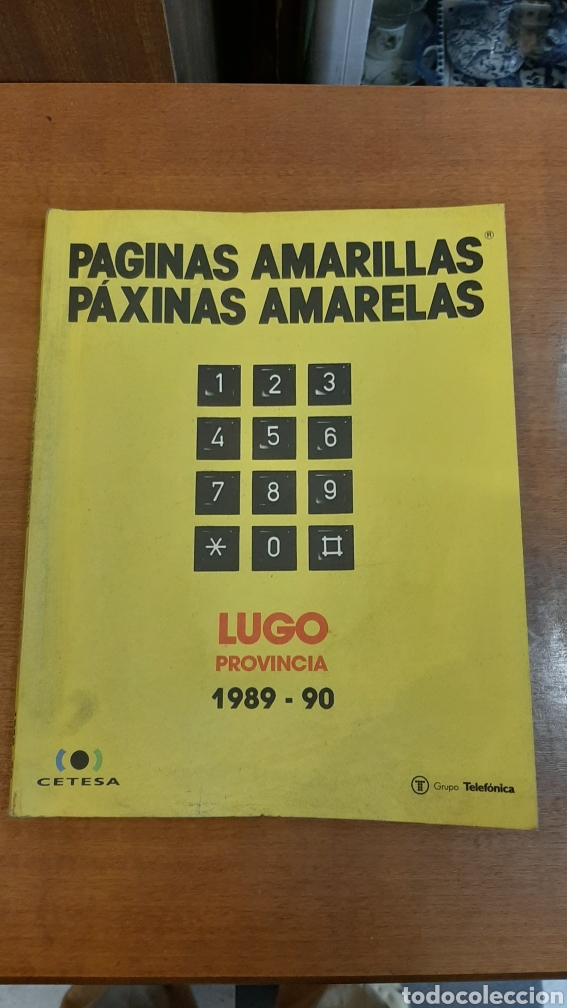 PAGINAS AMARILLAS®
PÁXINAS AMARELAS
1 2 3
4 5 6
7 8 9
* 0 #
LUGO
PROVINCIA
1989 - 90
CETESA
T Grupo Telefónica
todocoleccion